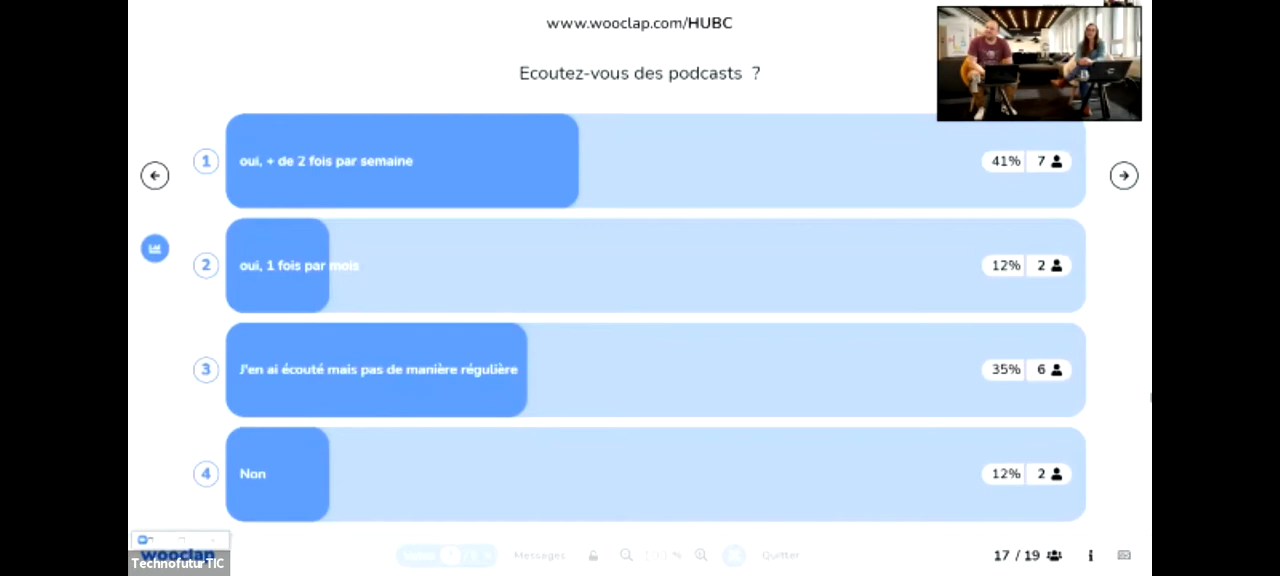 www.wooclap.com/HUBC
Ecoutez-vous des podcasts ?
1 oui, + de 2 fois par semaine 41% 7
2 oui, 1 fois par mois 12% 2
3 J'en ai écouté mais pas de manière régulière 35% 6
4 Non 12% 2
wooclap
Messages
Quitter
17 / 19
TechnofuturTIC